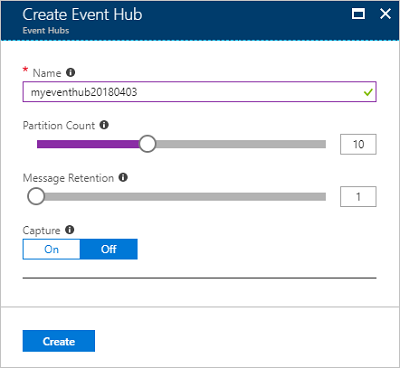 Create Event Hub
Event Hubs
* Name
myeventhub20180403
Partition Count
10
Message Retention
1
Capture
On Off
Create